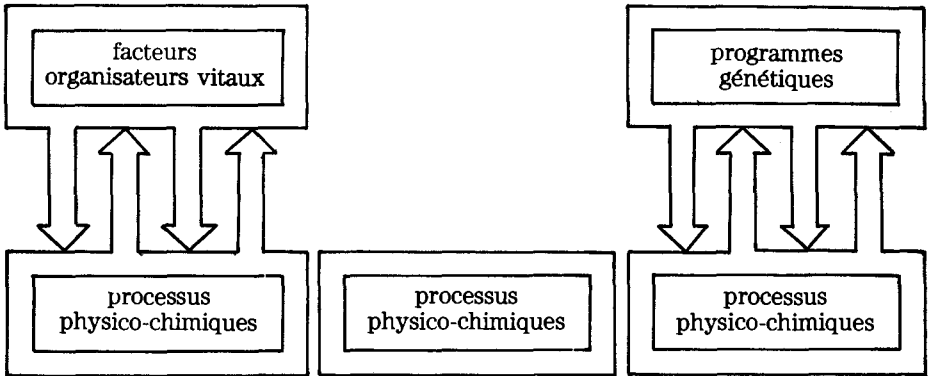 facteurs
organisateurs vitaux
programmes
génétiques
processus
physico-chimiques
processus
physico-chimiques
processus
physico-chimiques